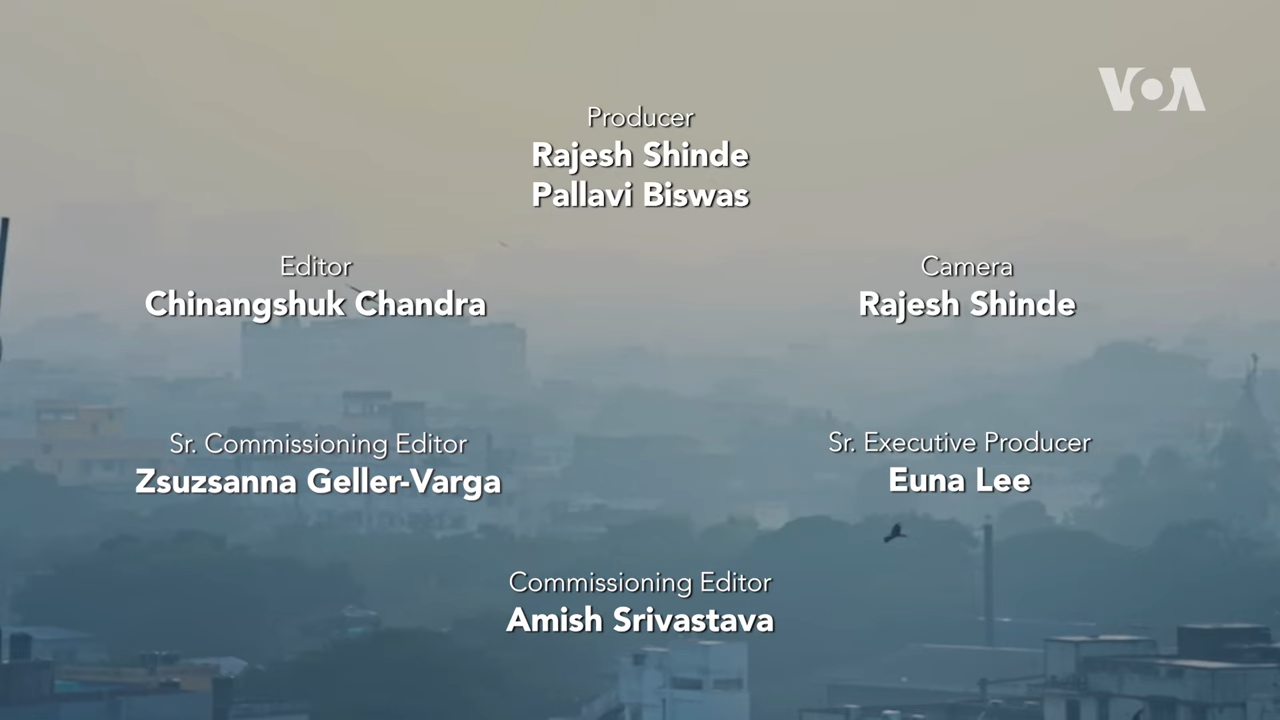 VOA
Producer
Rajesh Shinde
Pallavi Biswas
Editor
Chinangshuk Chandra
Camera
Rajesh Shinde
Sr. Commissioning Editor
Zsuzsanna Geller-Varga
Sr. Executive Producer
Euna Lee
Commissioning Editor
Amish Srivastava